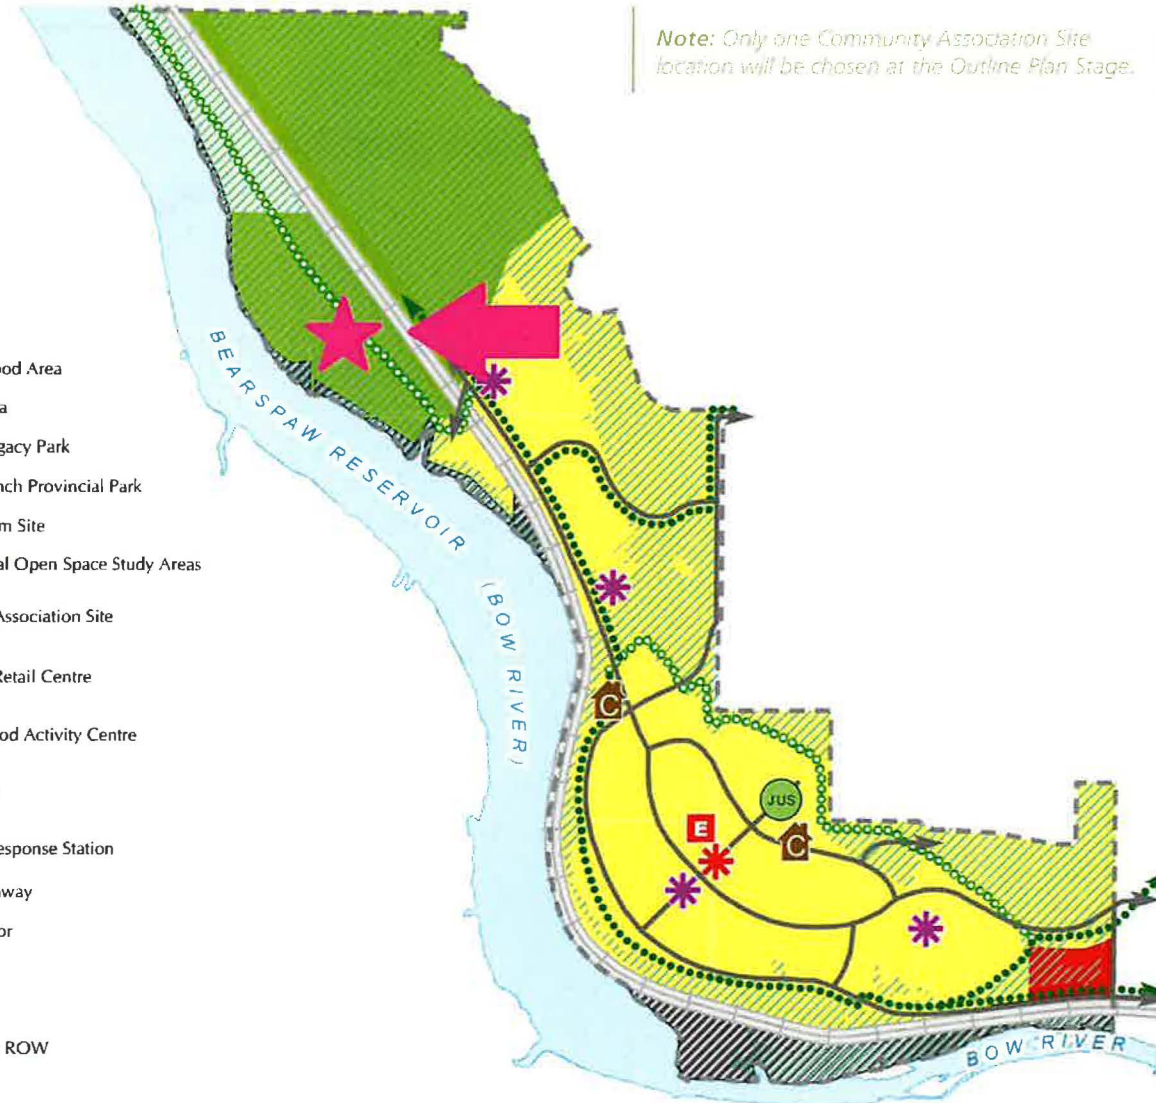 Note: Only one Community Association Site
location will be chosen at the Outline Plan Stage.
ood Area
a
gacy Park
nch Provincial Park
m Site
al Open Space Study Areas
Association Site
Retail Centre
od Activity Centre
esponse Station
way
or
ROW
BEARSPAW RESERVOIR
(BOW RIVER)
C
JUS
E
C
BOW RIVER